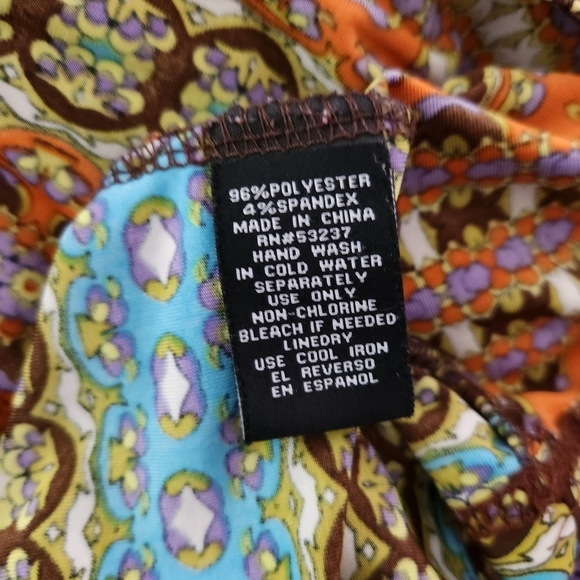 96%POLYESTER
4%SPANDEX
MADE IN CHINA
RN#53237
HAND WASH
IN COLD WATER
SEPARATELY
USE ONLY
NON-CHLORINE
BLEACH IF NEEDED
LINEDRY
USE COOL IRON
EL REVERSO
EN ESPANOL